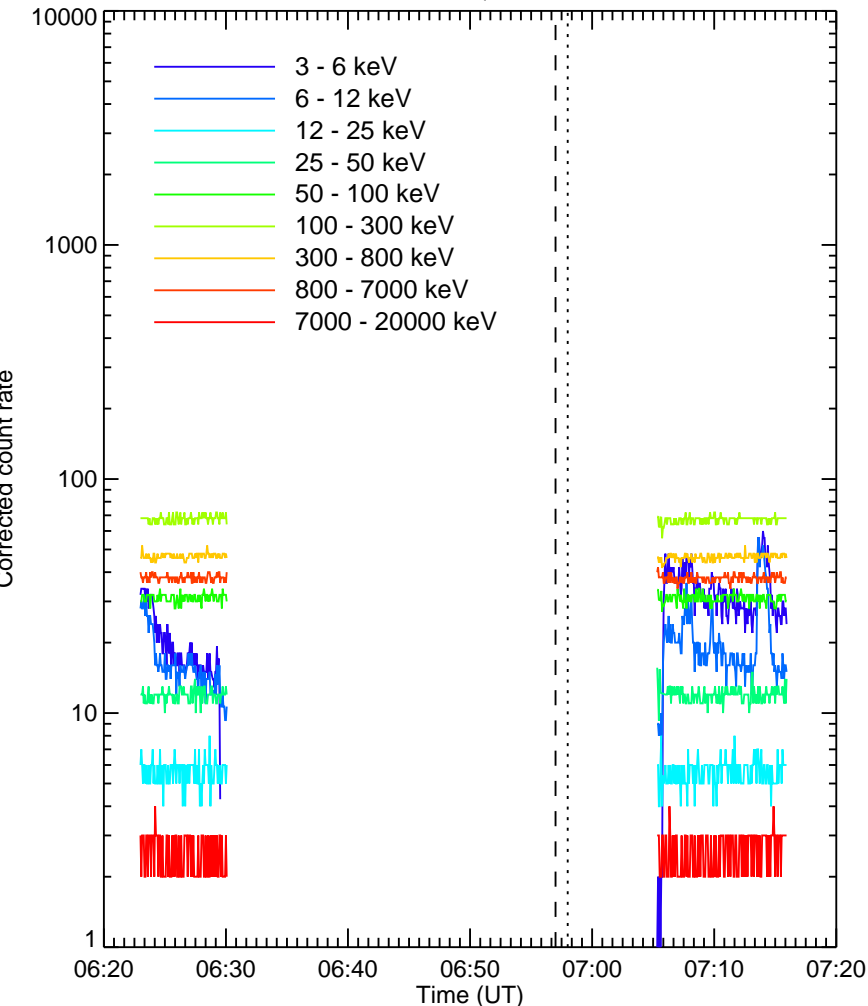 10000
3 - 6 keV
6 - 12 keV
12 - 25 keV
25 - 50 keV
50 - 100 keV
100 - 300 keV
300 - 800 keV
800 - 7000 keV
7000 - 20000 keV
1000
Corrected count rate
100
10
1
06:20 06:30 06:40 06:50 07:00 07:10 07:20
Time (UT)